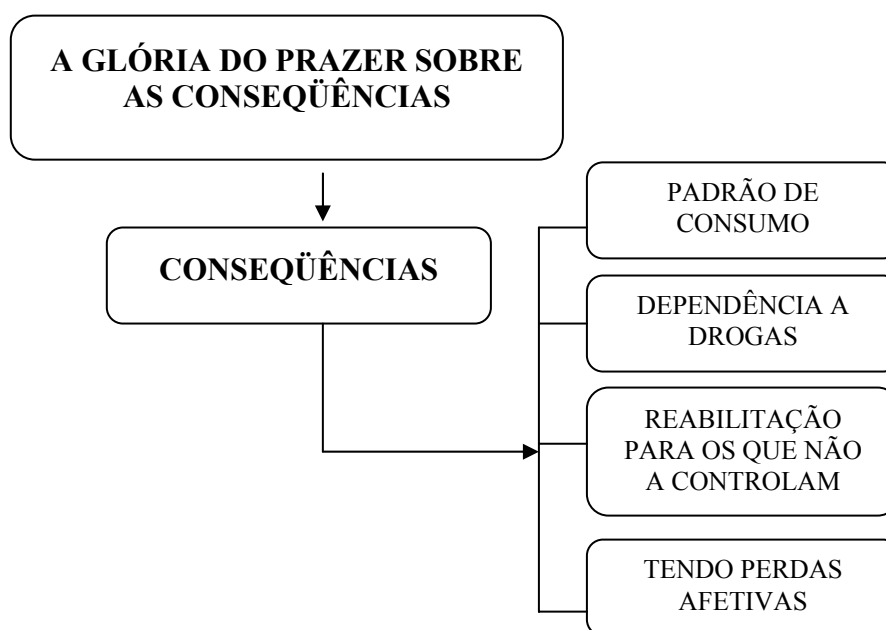 A GLÓRIA DO PRAZER SOBRE
AS CONSEQÜÊNCIAS
CONSEQÜÊNCIAS
PADRÃO DE
CONSUMO
DEPENDÊNCIA A
DROGAS
REABILITAÇÃO
PARA OS QUE NÃO
A CONTROLAM
TENDO PERDAS
AFETIVAS